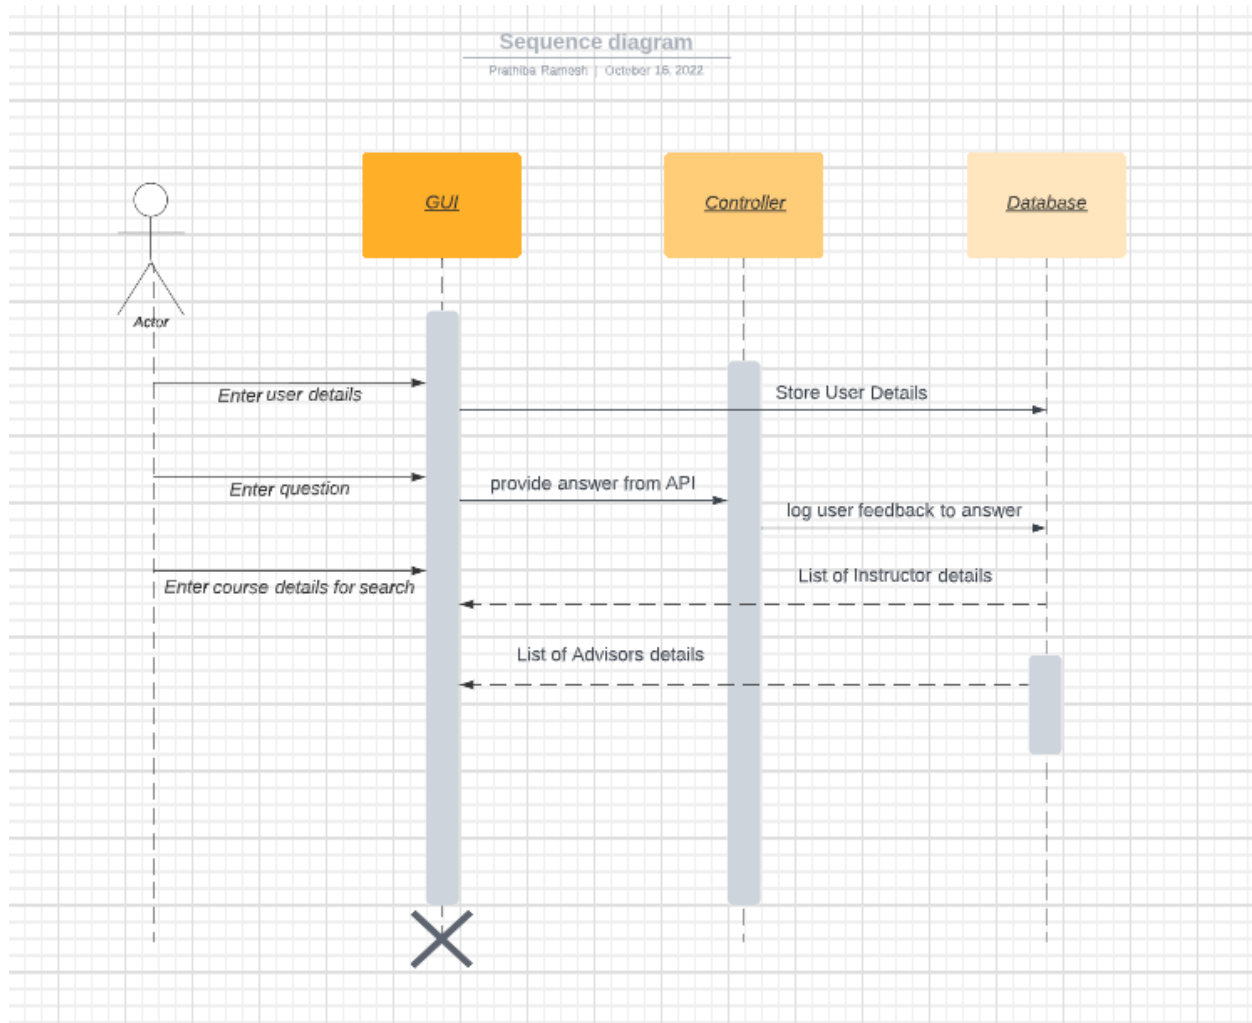 Sequence diagram
Prathiba Ramesh | October 16, 2022
GUI
Controller
Database
Actor
Enter user details
Store User Details
provide answer from API
Enter question
log user feedback to answer
List of Instructor details
Enter course details for search
List of Advisors details